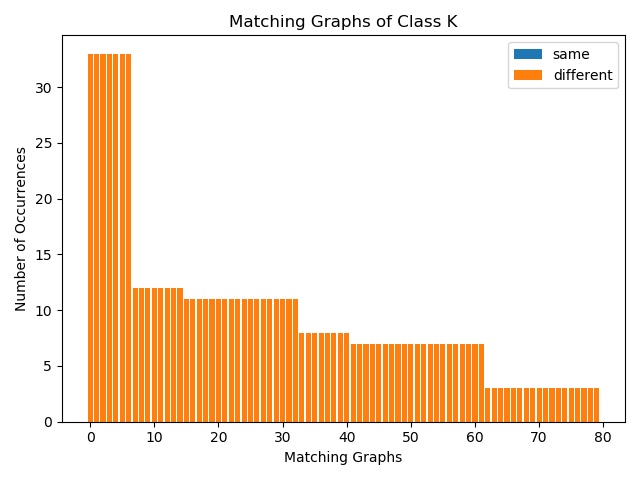 Matching Graphs of Class K
same
different
Number of Occurrences
30
25
20
15
10
5
0
0 10 20 30 40 50 60 70 80
Matching Graphs